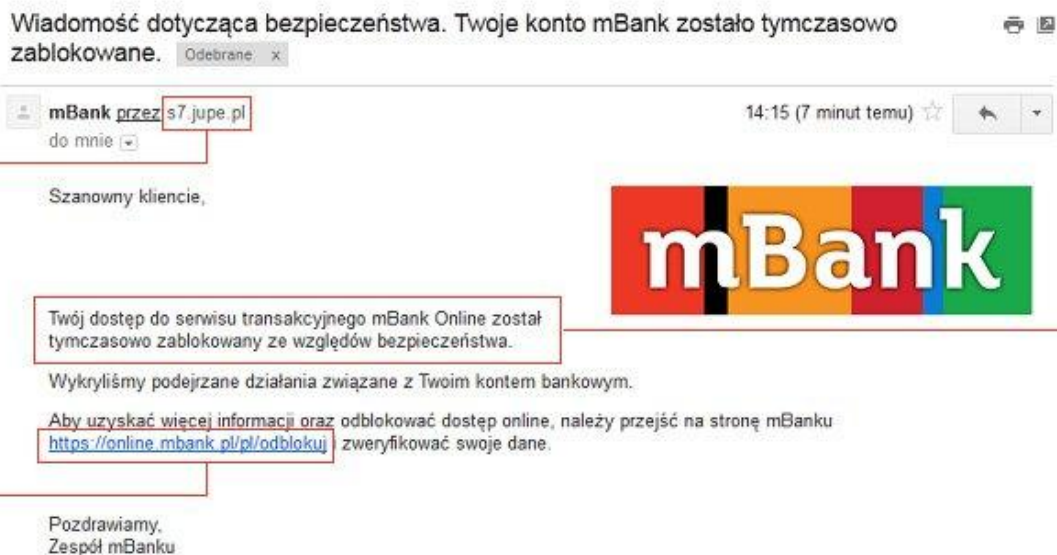 Wiadomość dotycząca bezpieczeństwa. Twoje konto mBank zostało tymczasowo
zablokowane. Odebrane x
mBank przez s7.jupe.pl
14:15 (7 minut temu)
do mnie
Szanowny kliencie,
mBank
Twój dostęp do serwisu transakcyjnego mBank Online został
tymczasowo zablokowany ze względów bezpieczeństwa.
Wykryliśmy podejrzane działania związane z Twoim kontem bankowym.
Aby uzyskać więcej informacji oraz odblokować dostęp online, należy przejść na stronę mBanku
https://online.mbank.pl/pl/odblokuj i zweryfikować swoje dane.
Pozdrawiamy,
Zespół mBanku